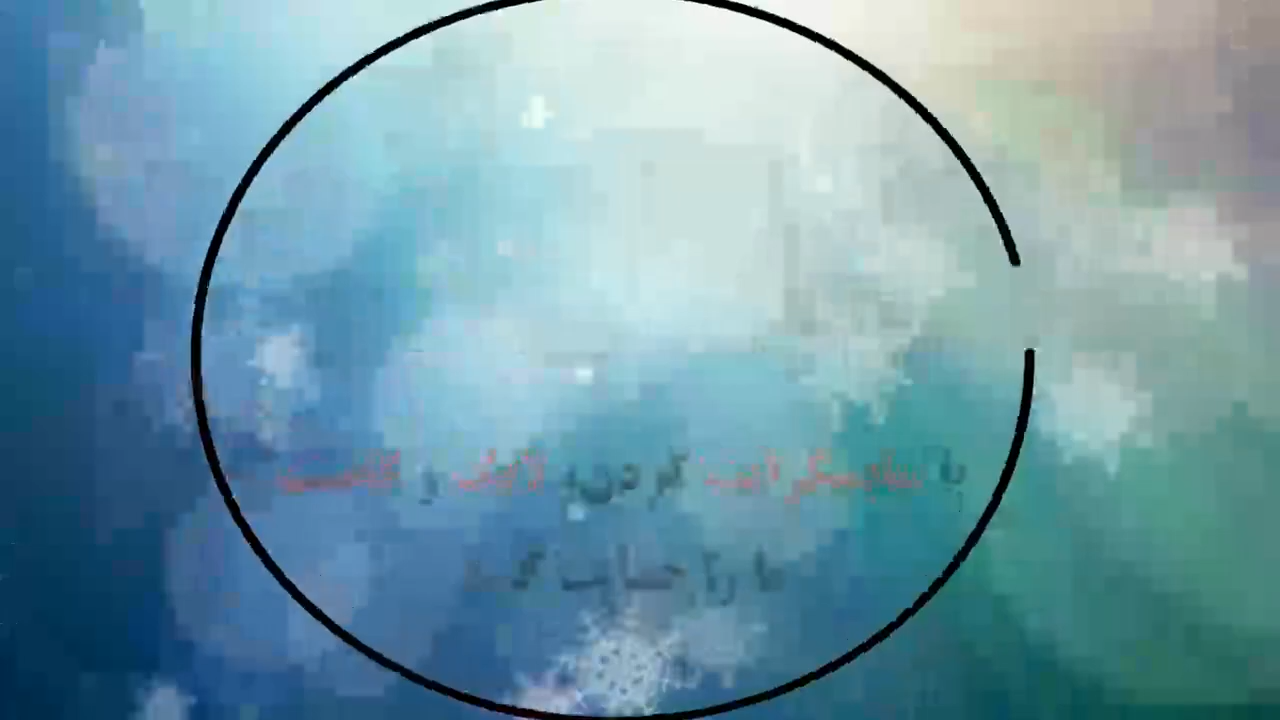 با سابسکرایب کردن، لایک و کامنت
ما را حمایت کنید